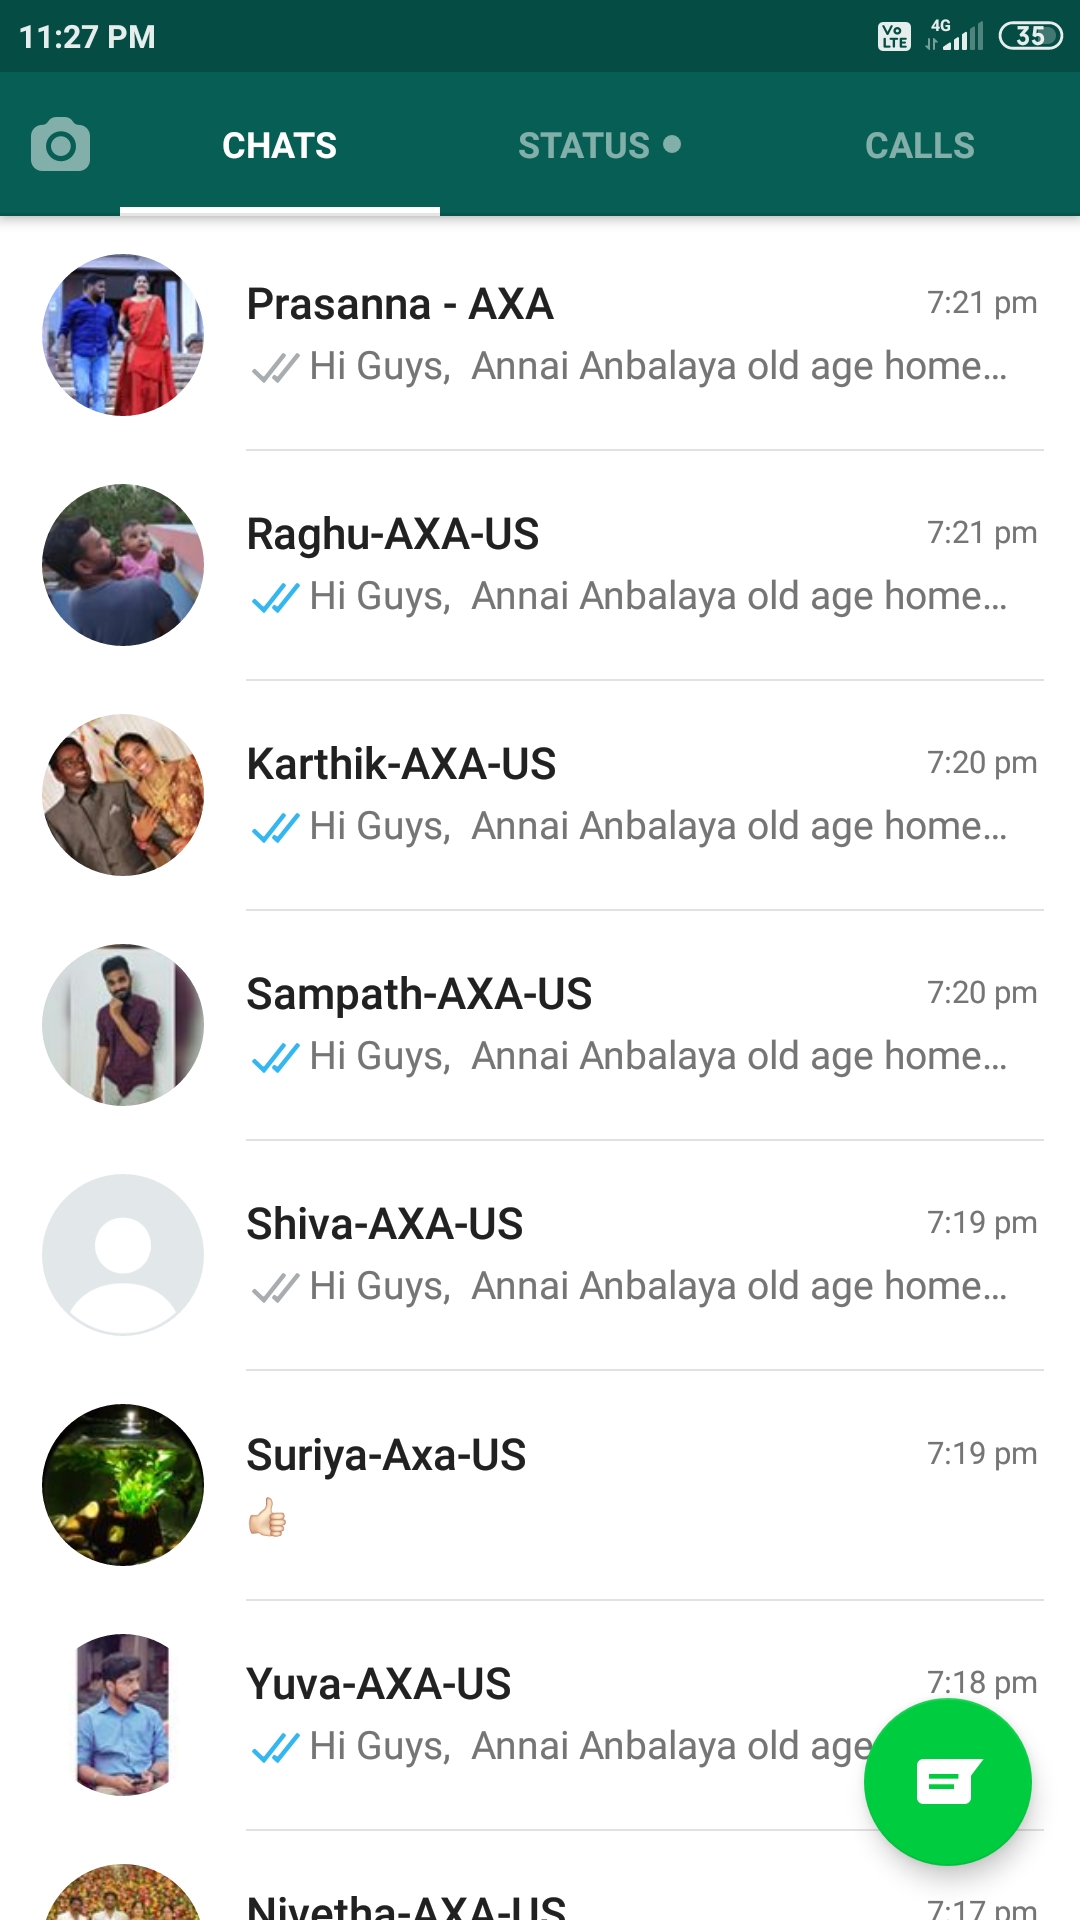 11:27 PM Vo LTE 4G 35
CHATS STATUS CALLS
Prasanna - AXA 7:21 pm
Hi Guys, Annai Anbalaya old age home...
Raghu-AXA-US 7:21 pm
Hi Guys, Annai Anbalaya old age home...
Karthik-AXA-US 7:20 pm
Hi Guys, Annai Anbalaya old age home...
Sampath-AXA-US 7:20 pm
Hi Guys, Annai Anbalaya old age home...
Shiva-AXA-US 7:19 pm
Hi Guys, Annai Anbalaya old age home...
Suriya-Axa-US 7:19 pm
👍🏻
Yuva-AXA-US 7:18 pm
Hi Guys, Annai Anbalaya old age
Nivetha-AXA-US 7:17 pm